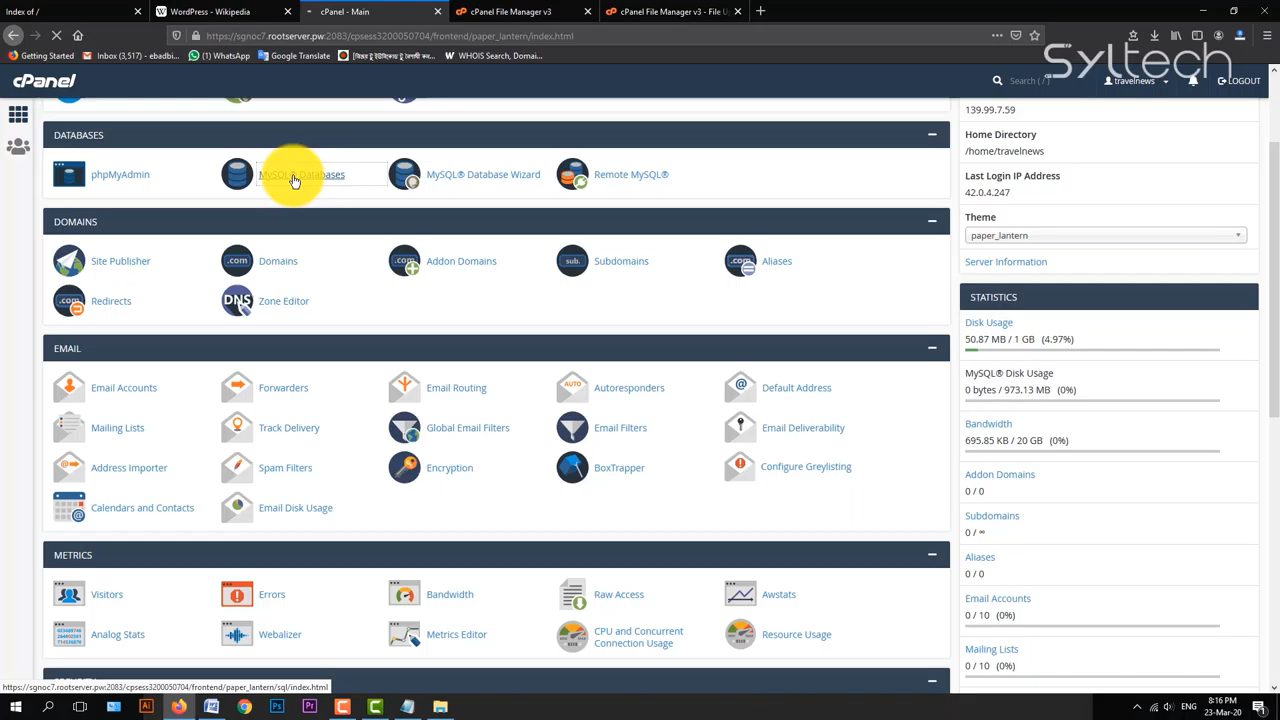 Index of /
WordPress – Wikipedia
cPanel - Main
cPanel File Manager v3
cPanel File Manager v3 - File U
https://sgnoc7.rootserver.pw:2083/cpsess3200050704/frontend/paper_lantern/index.html
Getting Started
Inbox (3,517) - ebadbi
(1) WhatsApp
Google Translate
WHOIS Search, Domai...
Syltech
cPanel
Search ( / )
travelnews
LOGOUT
DATABASES
phpMyAdmin
MySQL® Databases
MySQL® Database Wizard
Remote MySQL®
DOMAINS
Site Publisher
Domains
Addon Domains
Subdomains
Aliases
Redirects
Zone Editor
EMAIL
Email Accounts
Forwarders
Email Routing
Autoresponders
Default Address
Mailing Lists
Track Delivery
Global Email Filters
Email Filters
Email Deliverability
Address Importer
Spam Filters
Encryption
BoxTrapper
Configure Greylisting
Calendars and Contacts
Email Disk Usage
METRICS
Visitors
Errors
Bandwidth
Raw Access
Awstats
Analog Stats
Webalizer
Metrics Editor
CPU and Concurrent
Connection Usage
Resource Usage
139.99.7.59
Home Directory
/home/travelnews
Last Login IP Address
42.0.4.247
Theme
paper_lantern
Server Information
STATISTICS
Disk Usage
50.87 MB / 1 GB (4.97%)
MySQL® Disk Usage
0 bytes / 973.13 MB (0%)
Bandwidth
695.85 KB / 20 GB (0%)
Addon Domains
0 / 0
Subdomains
0 / ∞
Aliases
0 / 0
Email Accounts
0 / 10 (0%)
Mailing Lists
0 / 10 (0%)
https://sgnoc7.rootserver.pw:2083/cpsess3200050704/frontend/paper_lantern/sql/index.html
ENG
8:16 PM
23-Mar-20